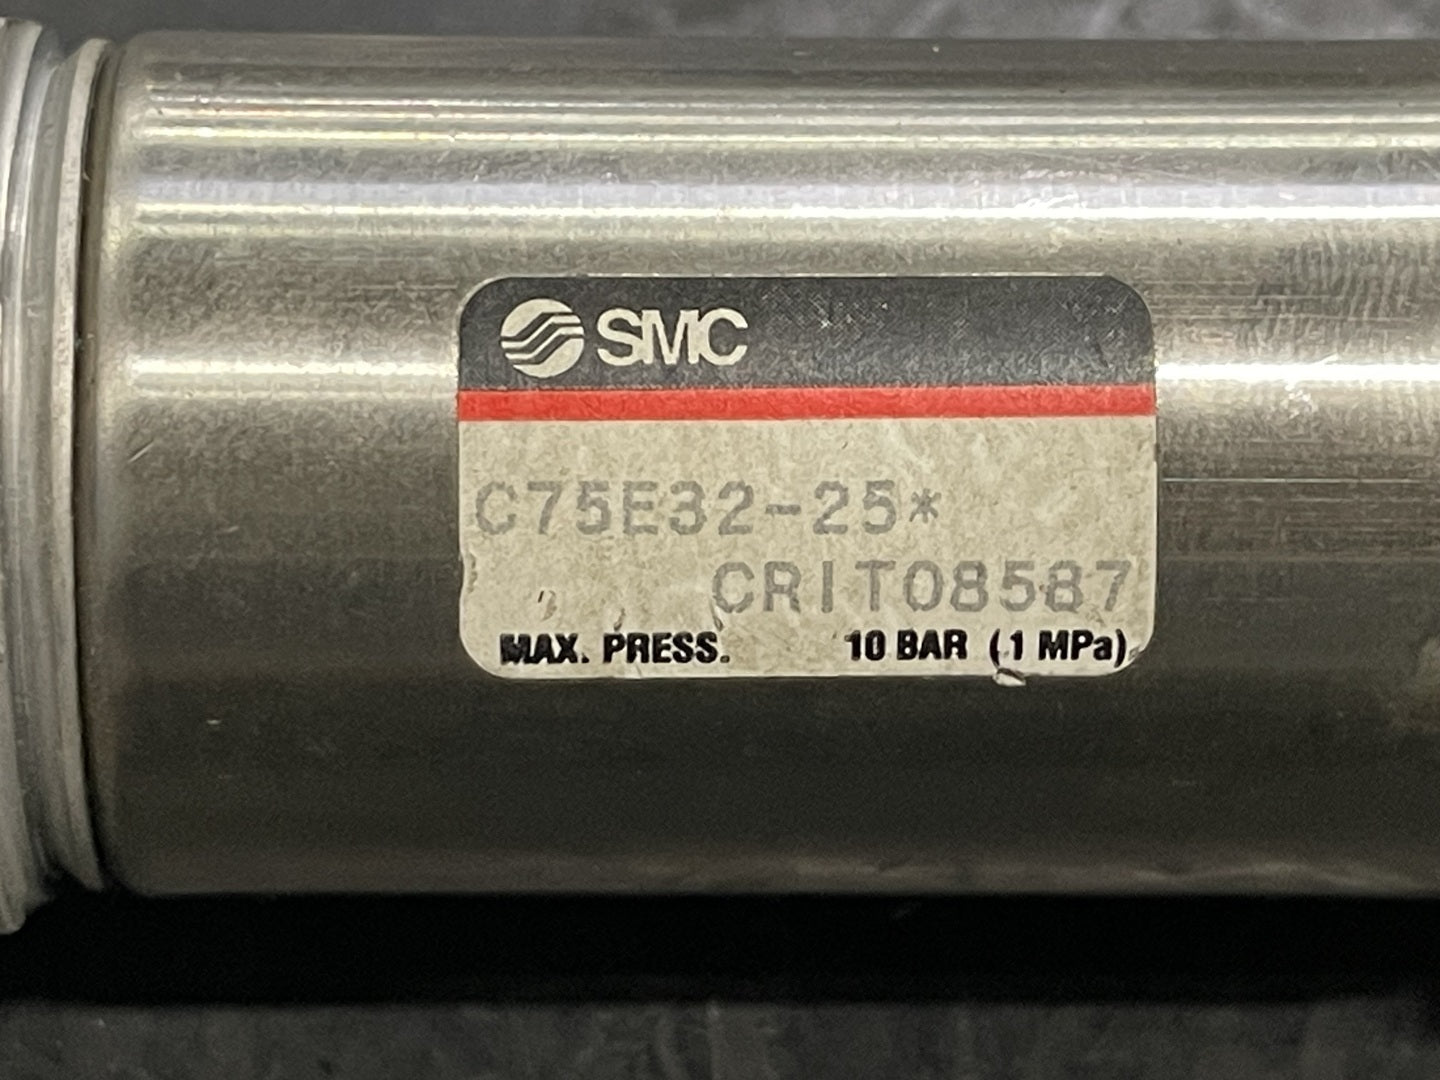 SMC
C75E32-25*
CRIT08587
MAX. PRESS. 10 BAR (1 MPa)